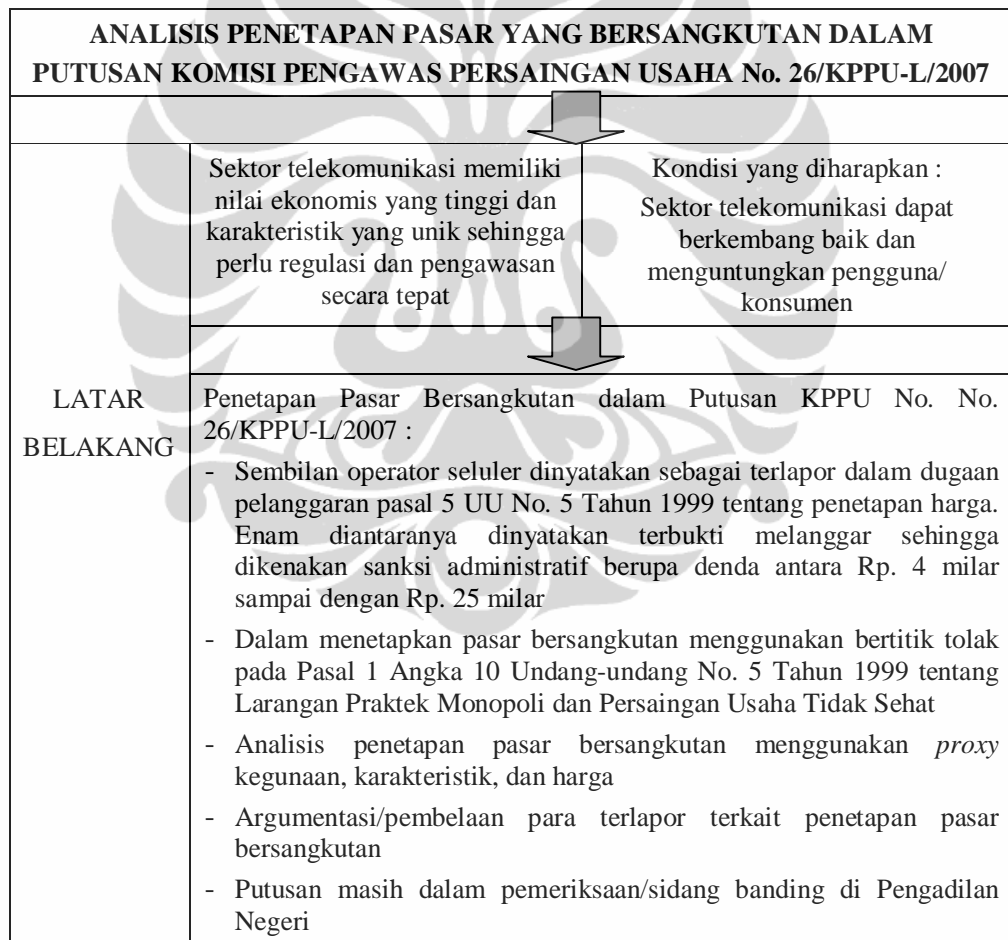 ANALISIS PENETAPAN PASAR YANG BERSANGKUTAN DALAM
PUTUSAN KOMISI PENGAWAS PERSAINGAN USAHA No. 26/KPPU-L/2007
Sektor telekomunikasi memiliki
nilai ekonomis yang tinggi dan
karakteristik yang unik sehingga
perlu regulasi dan pengawasan
secara tepat
Kondisi yang diharapkan :
Sektor telekomunikasi dapat
berkembang baik dan
menguntungkan pengguna/
konsumen
LATAR
BELAKANG
Penetapan Pasar Bersangkutan dalam Putusan KPPU No. No.
26/KPPU-L/2007 :
- Sembilan operator seluler dinyatakan sebagai terlapor dalam dugaan
pelanggaran pasal 5 UU No. 5 Tahun 1999 tentang penetapan harga.
Enam diantaranya dinyatakan terbukti melanggar sehingga
dikenakan sanksi administratif berupa denda antara Rp. 4 milar
sampai dengan Rp. 25 milar
- Dalam menetapkan pasar bersangkutan menggunakan bertitik tolak
pada Pasal 1 Angka 10 Undang-undang No. 5 Tahun 1999 tentang
Larangan Praktek Monopoli dan Persaingan Usaha Tidak Sehat
- Analisis penetapan pasar bersangkutan menggunakan proxy
kegunaan, karakteristik, dan harga
- Argumentasi/pembelaan para terlapor terkait penetapan pasar
bersangkutan
- Putusan masih dalam pemeriksaan/sidang banding di Pengadilan
Negeri